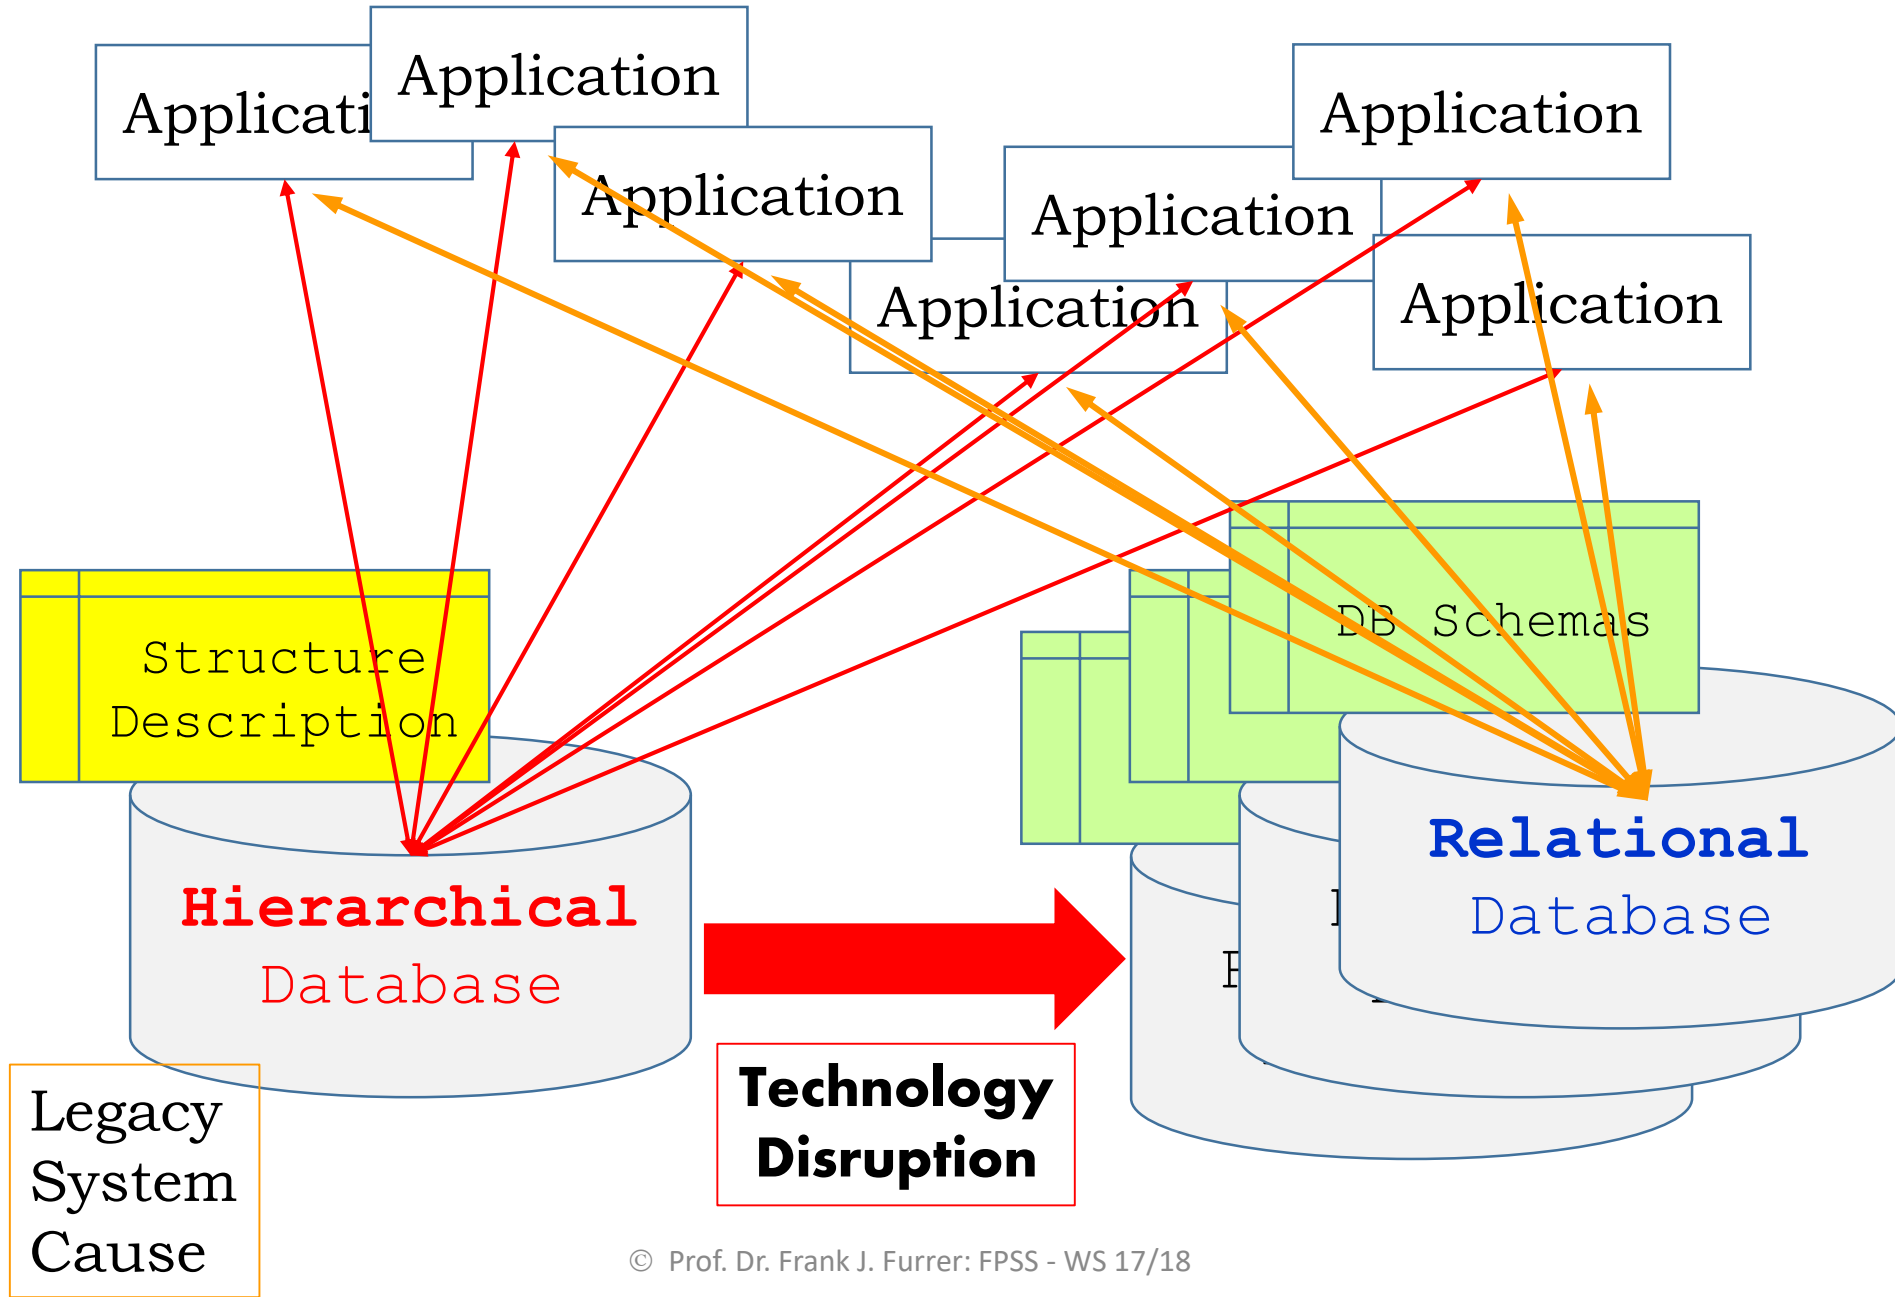 Application
Application
Application
Application
Application
Application
Structure
Description
DB Schemas
Hierarchical
Database
Relational
Database
Technology
Disruption
Legacy
System
Cause
© Prof. Dr. Frank J. Furrer: FPSS - WS 17/18